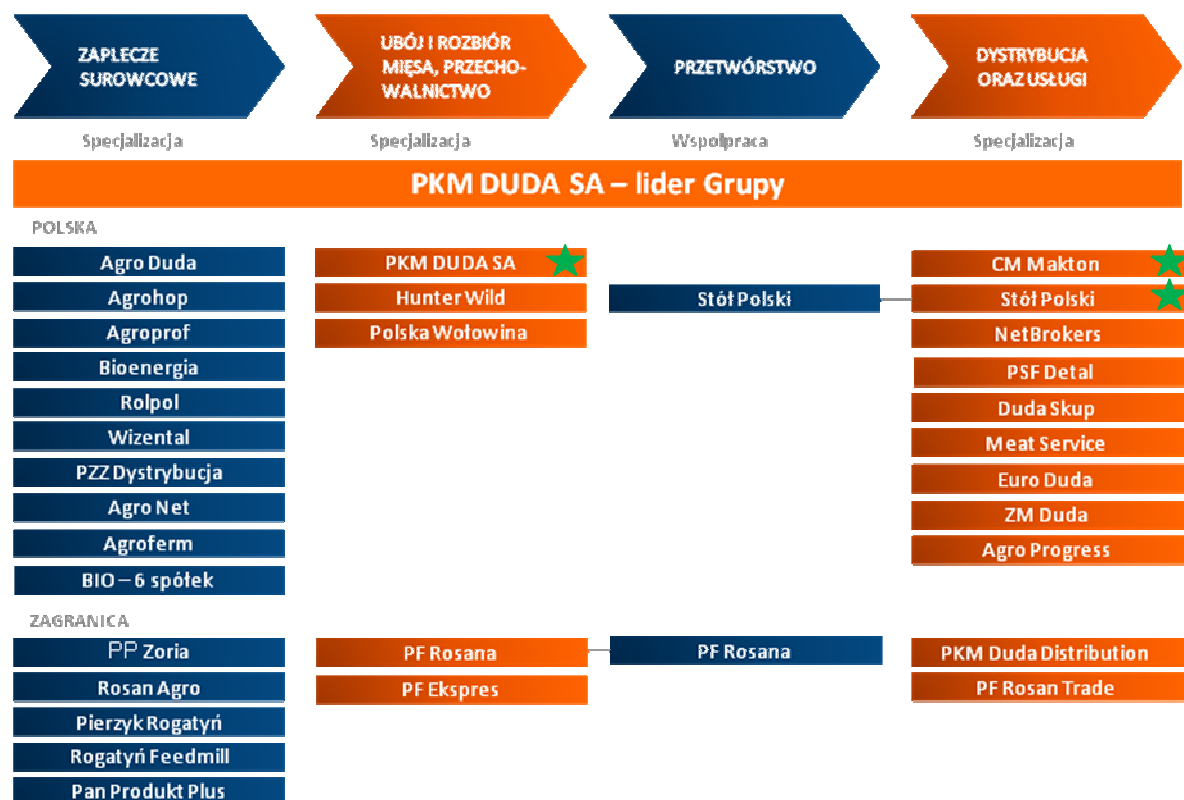 ZAPLECZE
SUROWCOWE
UBÓJ I ROZBIÓR
MIĘSA, PRZECHO-
WALNICTWO
PRZETWÓRSTWO
DYSTRYBUCJA
ORAZ USŁUGI
Specjalizacja
Specjalizacja
Współpraca
Specjalizacja
PKM DUDA SA – lider Grupy
POLSKA
Agro Duda
Agrohop
Agroprof
Bioenergia
Rolpol
Wizental
PZZ Dystrybucja
Agro Net
Agroferm
BIO – 6 spółek
PKM DUDA SA
Hunter Wild
Polska Wołowina
Stół Polski
CM Makton
Stół Polski
NetBrokers
PSF Detal
Duda Skup
Meat Service
Euro Duda
ZM Duda
Agro Progress
ZAGRANICA
PP Zoria
Rosan Agro
Pierzyk Rogatyń
Rogatyń Feedmill
Pan Produkt Plus
PF Rosana
PF Ekspres
PF Rosana
PKM Duda Distribution
PF Rosan Trade